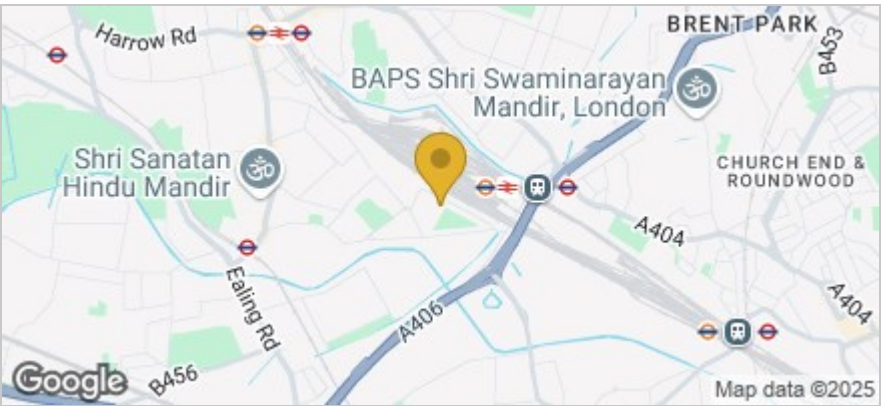 Harrow Rd
BRENT PARK
B453
BAPS Shri Swaminarayan
Mandir, London
Shri Sanatan
Hindu Mandir
CHURCH END &
ROUNDWOOD
A404
Ealing Rd
A406
A404
B456
Google
Map data ©2025